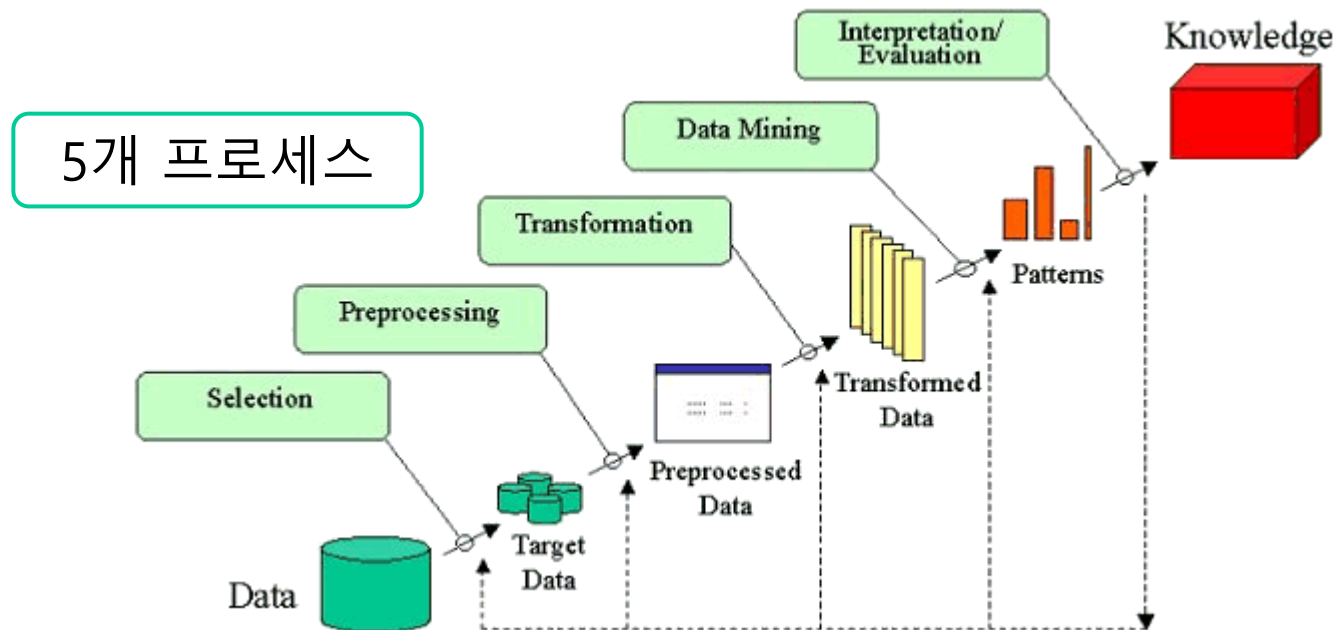 5개 프로세스
Interpretation/
Evaluation
Knowledge
Data Mining
Patterns
Transformation
Transformed
Data
Preprocessing
Preprocessed
Data
Selection
Target
Data
Data